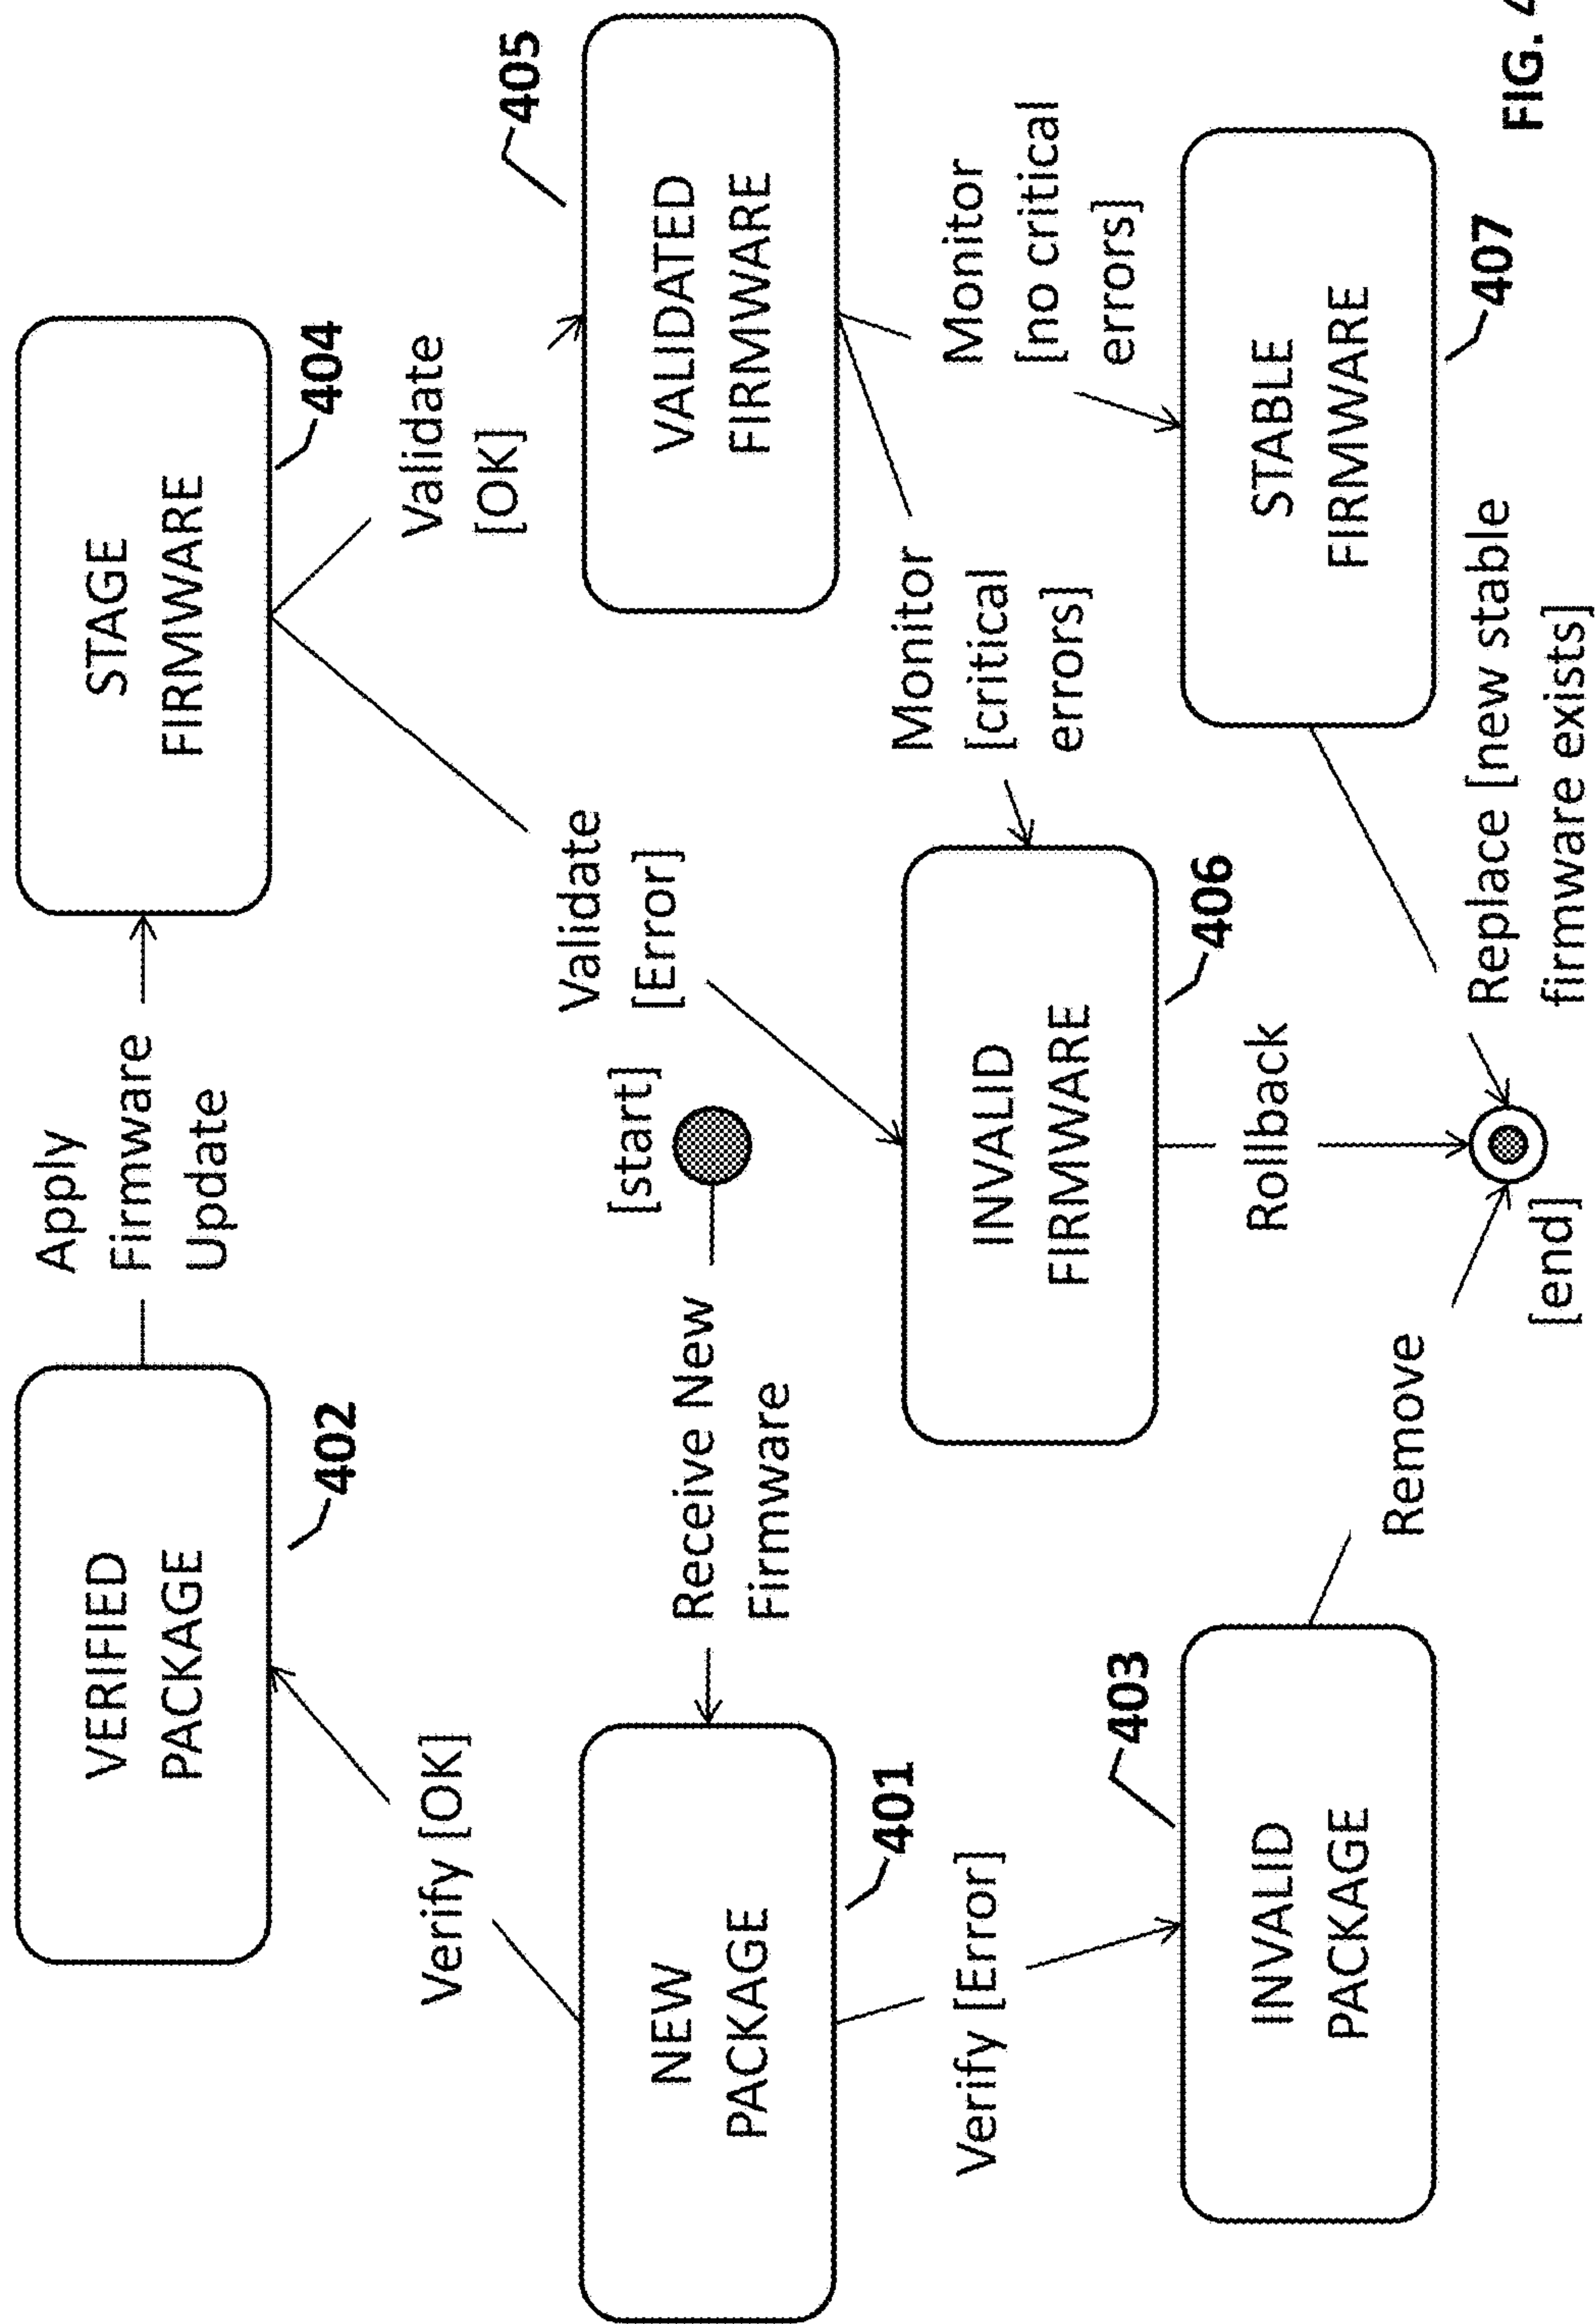 VERIFIED
PACKAGE
402
Apply
Firmware
Update
STAGE
FIRMWARE
404
Verify [OK]
Validate
[OK]
405
NEW
PACKAGE
401
Receive New
Firmware
[start]
Validate
[Error]
VALIDATED
FIRMWARE
Verify [Error]
INVALID
FIRMWARE
406
Monitor
[critical
errors]
Monitor
[no critical
errors]
403
INVALID
PACKAGE
Remove
Rollback
STABLE
FIRMWARE
407
[end]
Replace [new stable
firmware exists]
FIG. 4